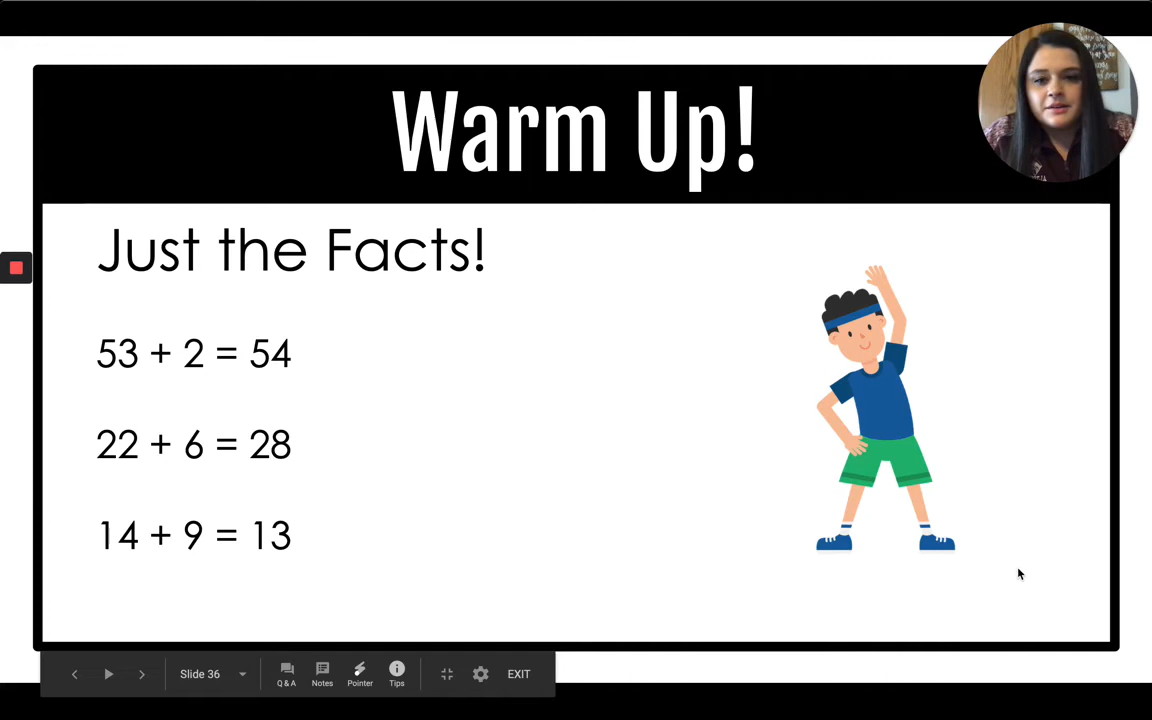 Warm Up!
Just the Facts!
53 + 2 = 54
22 + 6 = 28
14 + 9 = 13
Slide 36
Q & A
Notes
Pointer
Tips
EXIT